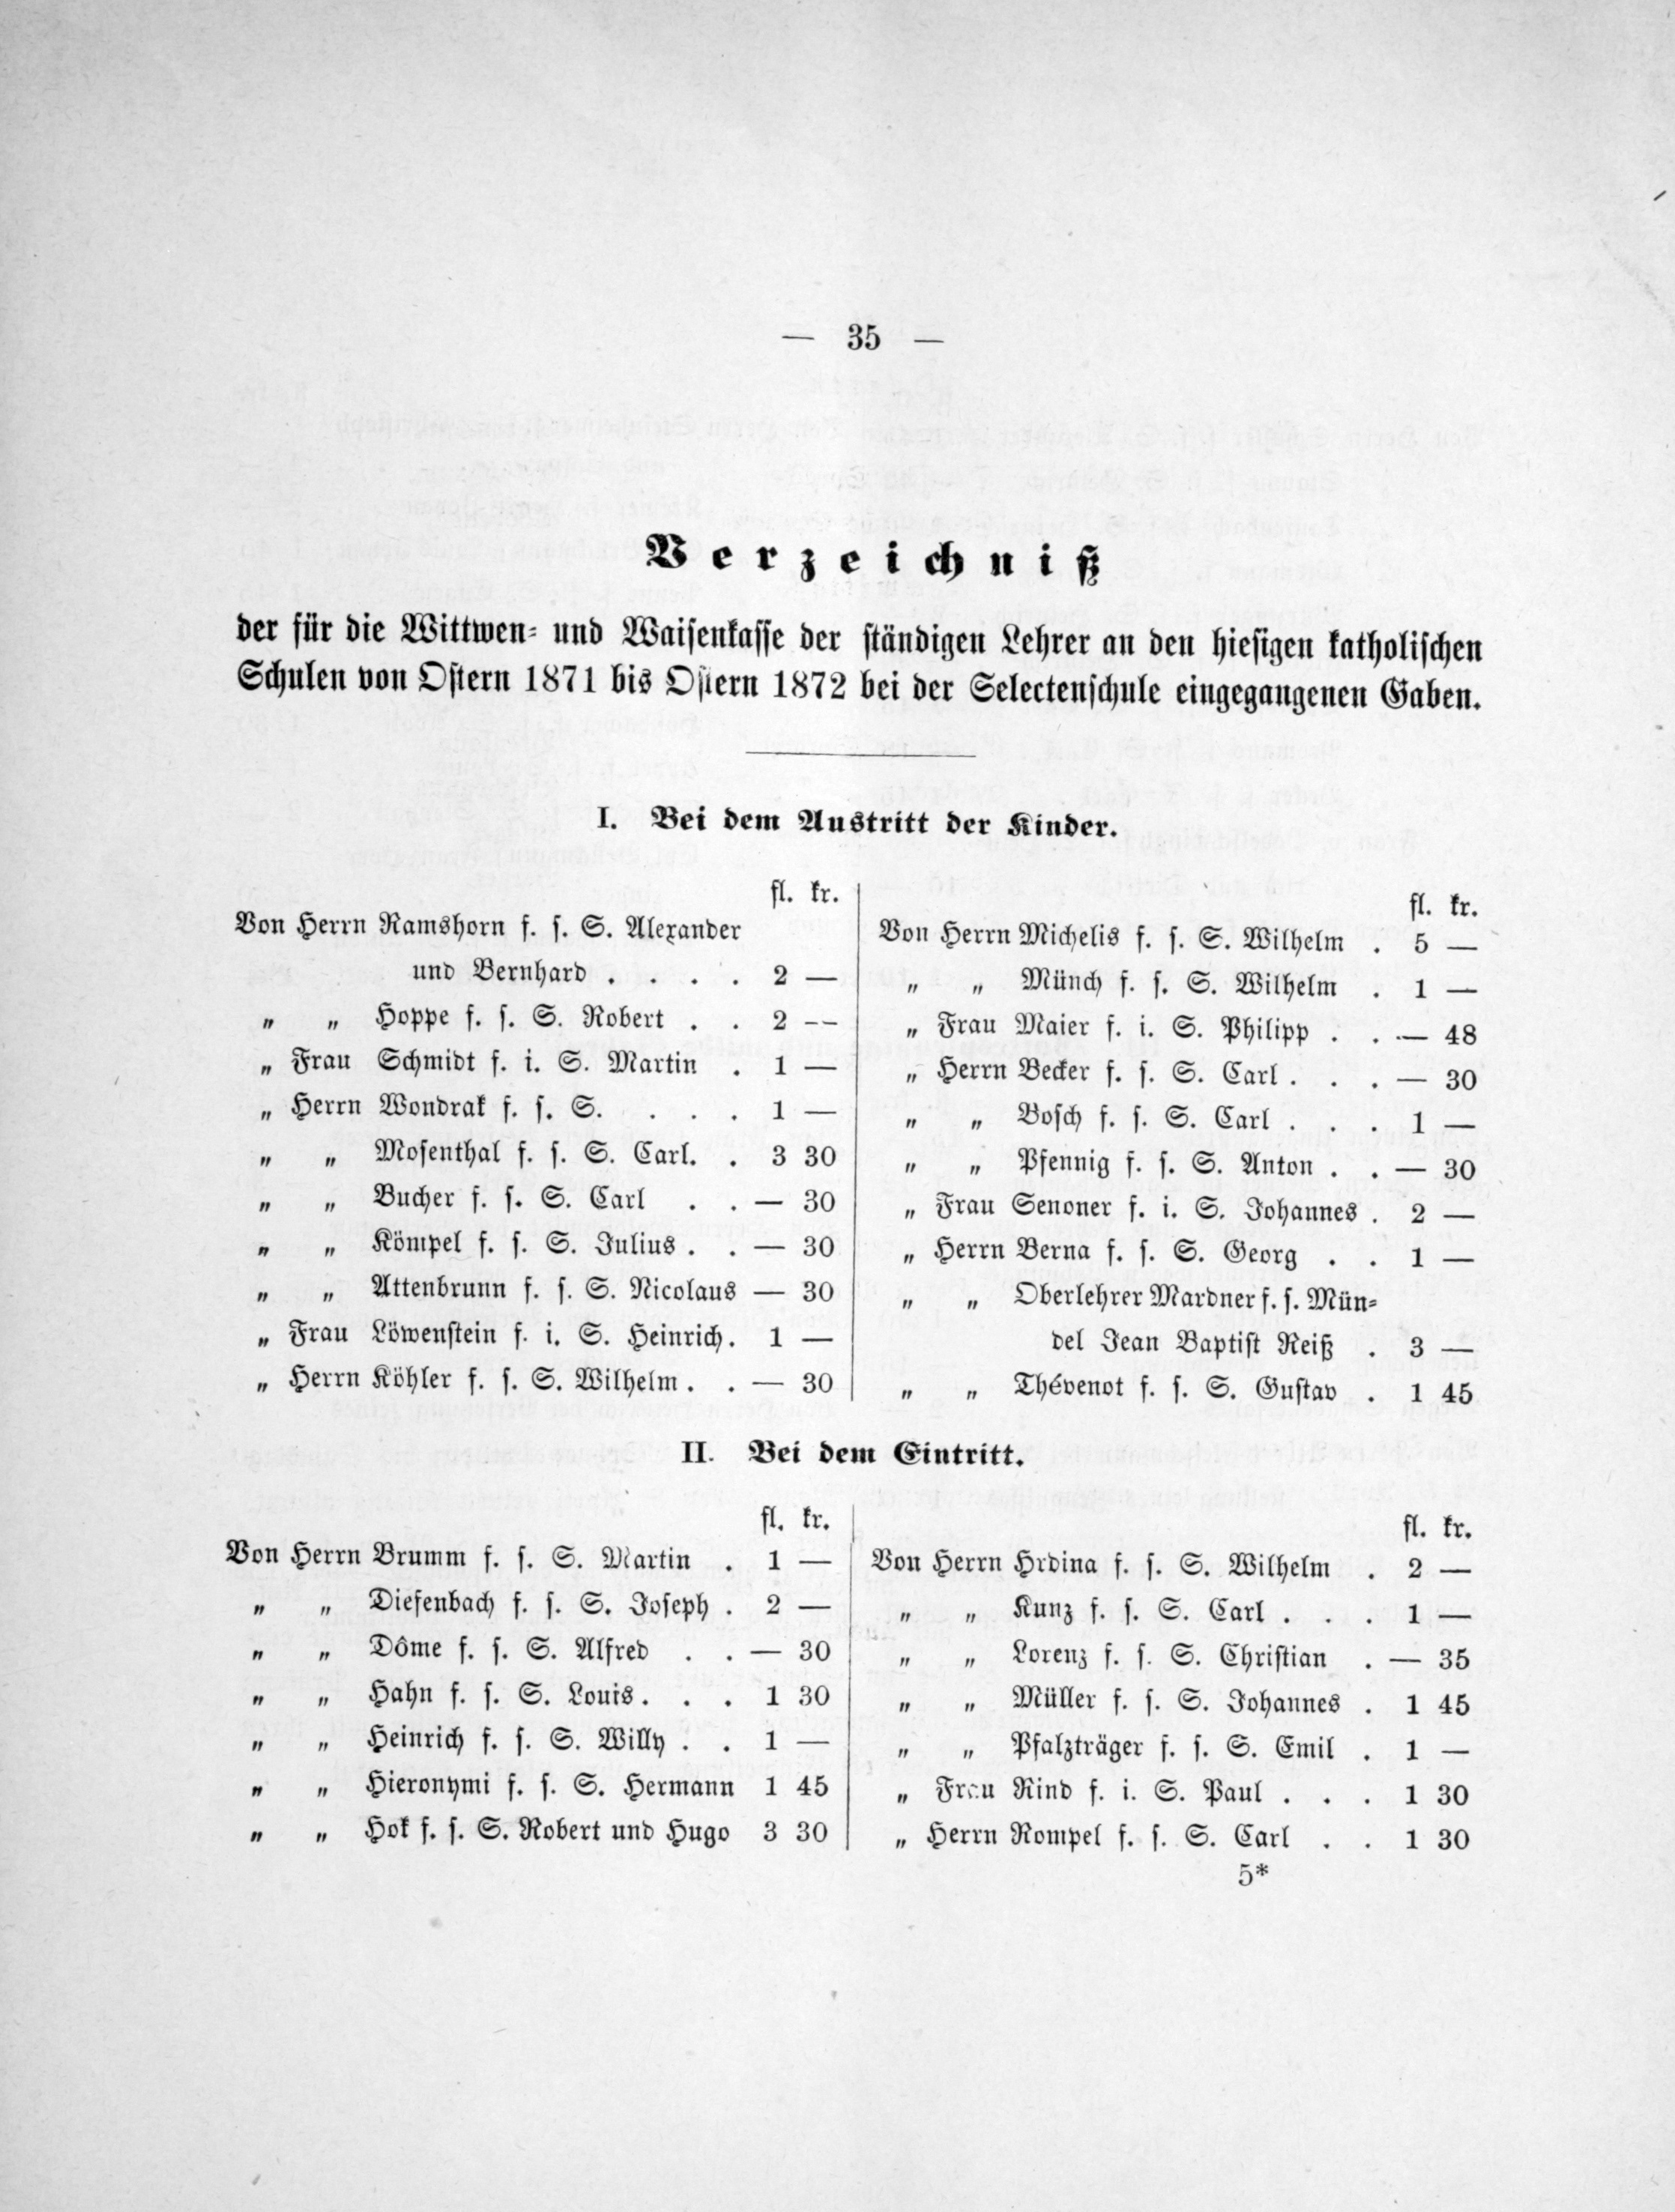 — 35 —
Verzeichniß
der für die Wittwen- und Waisenkasse der ständigen Lehrer an den hiesigen katholischen
Schulen von Ostern 1871 bis Ostern 1872 bei der Selectenschule eingegangenen Gaben.
I. Bei dem Austritt der Kinder.
fl. kr.
Von Herrn Ramshorn f. s. S. Alexander
und Bernhard . . . . 2 —
„ „ Hoppe f. s. S. Robert . . 2 —
„ Frau Schmidt f. i. S. Martin . 1 —
„ Herrn Wondrak f. s. S. . . . 1 —
„ „ Mosenthal f. s. S. Carl. . 3 30
„ „ Bucher f. s. S. Carl . . — 30
„ „ Kömpel f. s. S. Julius . . — 30
„ „ Attenbrunn f. s. S. Nicolaus — 30
„ Frau Löwenstein f. i. S. Heinrich. 1 —
„ Herrn Köhler f. s. S. Wilhelm . . — 30
fl. kr.
Von Herrn Michelis f. s. S. Wilhelm . 5 —
„ „ Münch f. s. S. Wilhelm . 1 —
„ Frau Maier f. i. S. Philipp . . — 48
„ Herrn Becker f. s. S. Carl . . . — 30
„ „ Bosch f. s. S. Carl . . . 1 —
„ „ Pfennig f. s. S. Anton . . — 30
„ Frau Senoner f. i. S. Johannes . 2 —
„ Herrn Berna f. s. S. Georg . . 1 —
„ „ Oberlehrer Mardner f. s. Mün-
del Jean Baptist Reiß . 3 —
„ „ Thévenot f. s. S. Gustav . 1 45
II. Bei dem Eintritt.
fl. kr.
Von Herrn Brumm f. s. S. Martin . 1 —
„ „ Diefenbach f. s. S. Joseph . 2 —
„ „ Dôme f. s. S. Alfred . . — 30
„ „ Hahn f. s. S. Louis . . . 1 30
„ „ Heinrich f. s. S. Willy . . 1 —
„ „ Hieronymi f. s. S. Hermann 1 45
„ „ Hok f. s. S. Robert und Hugo 3 30
fl. kr.
Von Herrn Hrdina f. s. S. Wilhelm . 2 —
„ „ Kunz f. s. S. Carl . . . 1 —
„ „ Lorenz f. s. S. Christian . — 35
„ „ Müller f. s. S. Johannes . 1 45
„ „ Pfalzträger f. s. S. Emil . 1 —
„ Frau Rind f. i. S. Paul . . . 1 30
„ Herrn Rompel f. s. S. Carl . . 1 30
5*